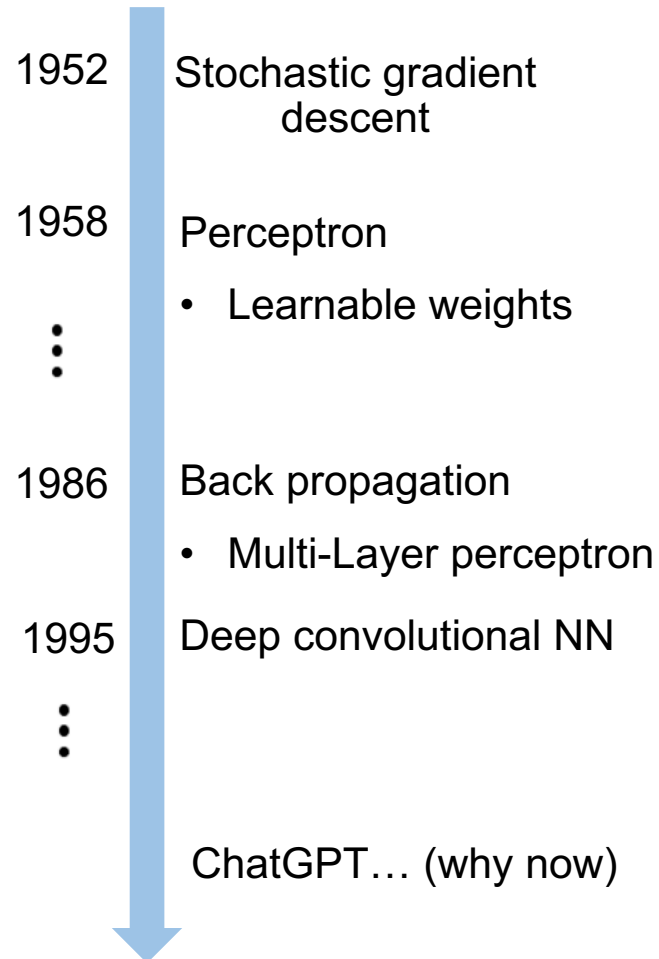 1952 Stochastic gradient
descent
1958 Perceptron
• Learnable weights
1986 Back propagation
• Multi-Layer perceptron
1995 Deep convolutional NN
ChatGPT… (why now)